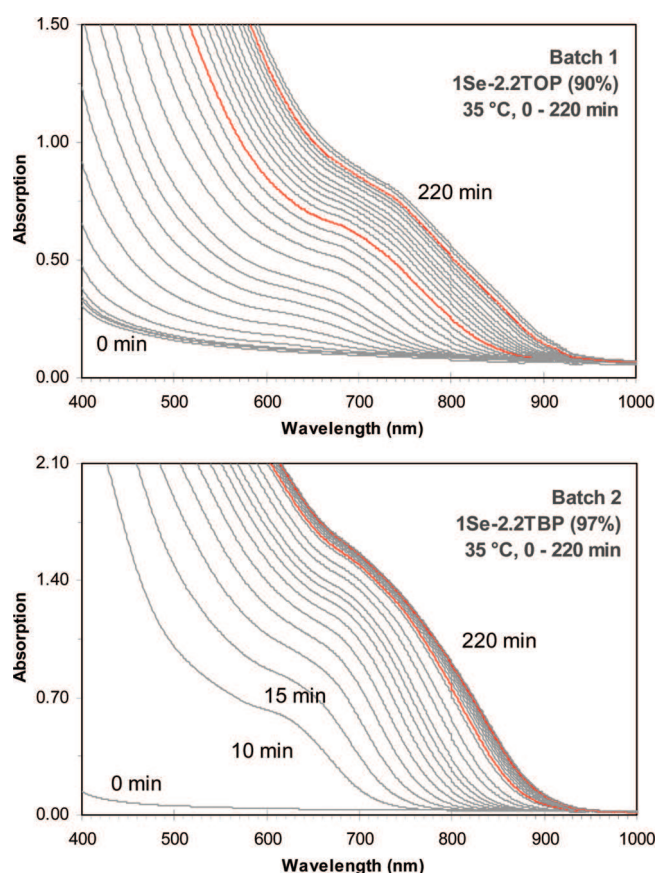 1.50
Batch 1
1Se-2.2TOP (90%)
35 °C, 0 - 220 min
1.00
220 min
Absorption
0.50
0 min
0.00
400 500 600 700 800 900 1000
Wavelength (nm)
2.10
Batch 2
1Se-2.2TBP (97%)
35 °C, 0 - 220 min
1.40
220 min
Absorption
0.70
15 min
10 min
0 min
0.00
400 500 600 700 800 900 1000
Wavelength (nm)